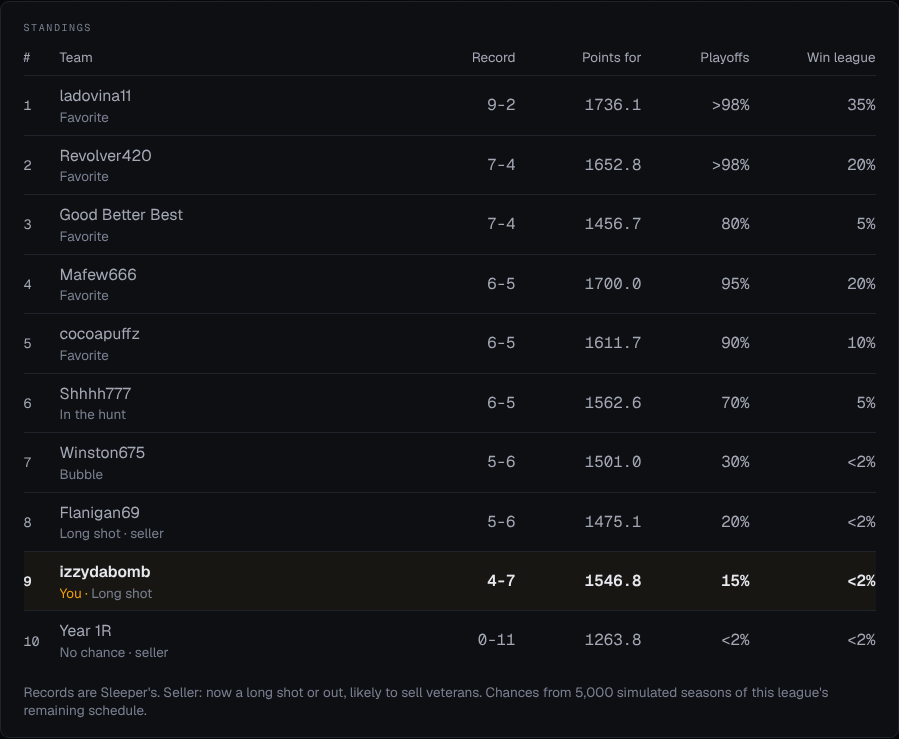 STANDINGS
# Team Record Points for Playoffs Win league
1 ladovina11 9-2 1736.1 >98% 35%
Favorite
2 Revolver420 7-4 1652.8 >98% 20%
Favorite
3 Good Better Best 7-4 1456.7 80% 5%
Favorite
4 Mafew666 6-5 1700.0 95% 20%
Favorite
5 cocoapuffz 6-5 1611.7 90% 10%
Favorite
6 Shhhh777 6-5 1562.6 70% 5%
In the hunt
7 Winston675 5-6 1501.0 30% <2%
Bubble
8 Flanigan69 5-6 1475.1 20% <2%
Long shot · seller
9 izzydabomb 4-7 1546.8 15% <2%
You · Long shot
10 Year 1R 0-11 1263.8 <2% <2%
No chance · seller
Records are Sleeper's. Seller: now a long shot or out, likely to sell veterans. Chances from 5,000 simulated seasons of this league's
remaining schedule.